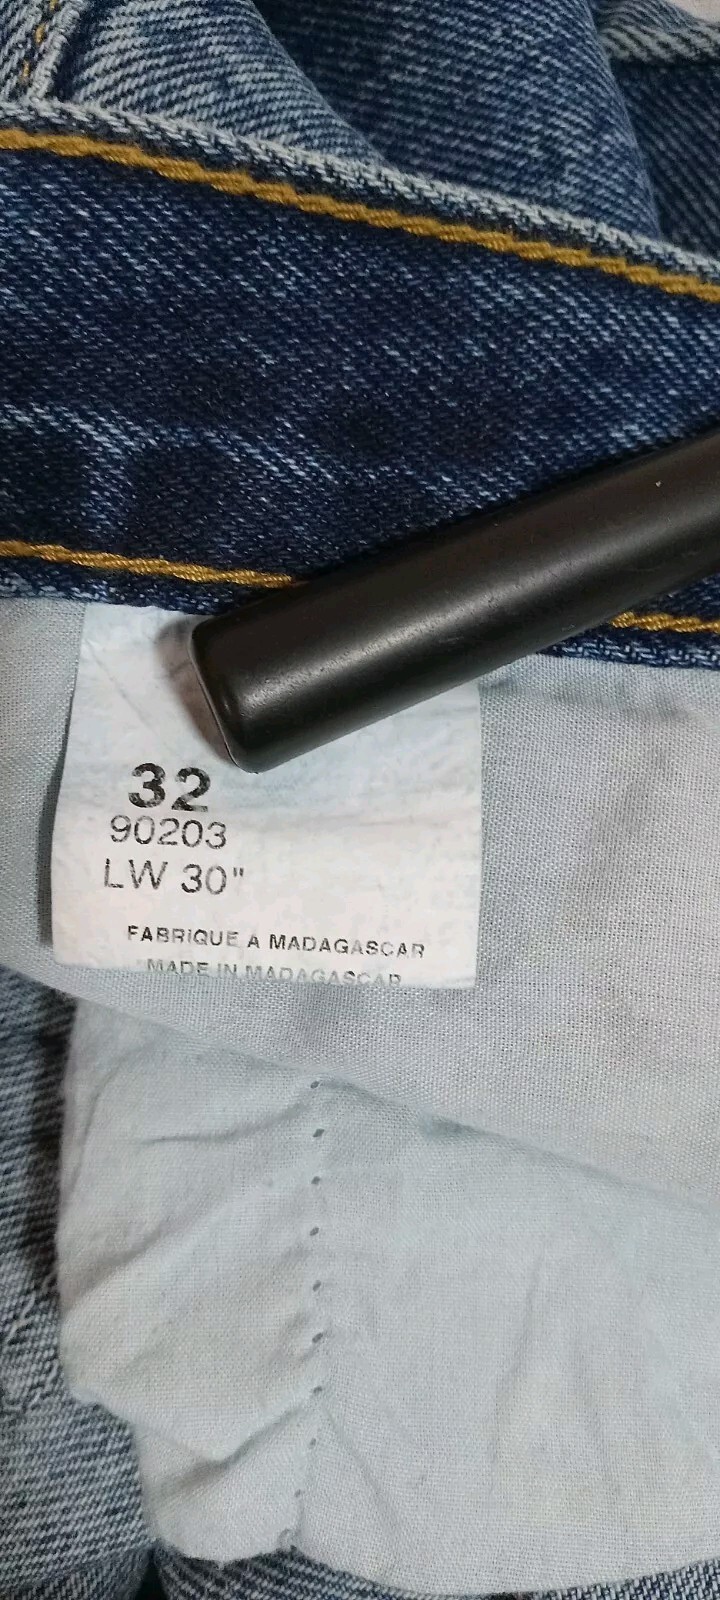 32
90203
LW 30"
FABRIQUE A MADAGASCAR
MADE IN MADAGASCAR